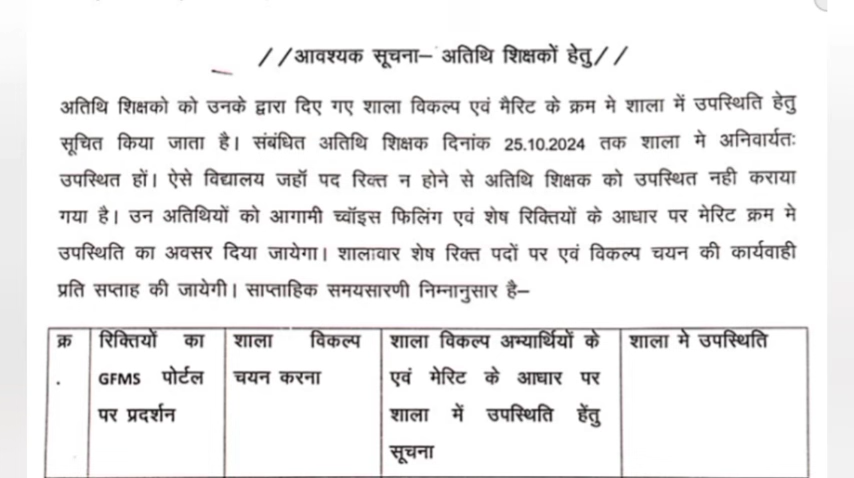 //आवश्यक सूचना– अतिथि शिक्षकों हेतु//
अतिथि शिक्षको को उनके द्वारा दिए गए शाला विकल्प एवं मैरिट के क्रम मे शाला में उपस्थिति हेतु
सूचित किया जाता है। संबंधित अतिथि शिक्षक दिनांक 25.10.2024 तक शाला मे अनिवार्यतः
उपस्थित हों। ऐसे विद्यालय जहॉ पद रिक्त न होने से अतिथि शिक्षक को उपस्थित नही कराया
गया है। उन अतिथियों को आगामी च्वॉइस फिलिंग एवं शेष रिक्तियों के आधार पर मेरिट क्रम मे
उपस्थिति का अवसर दिया जायेगा। शालावार शेष रिक्त पदों पर एवं विकल्प चयन की कार्यवाही
प्रति सप्ताह की जायेगी। साप्ताहिक समयसारणी निम्नानुसार है–
क्र
.
रिक्तियों का
GFMS पोर्टल
पर प्रदर्शन
शाला विकल्प
चयन करना
शाला विकल्प अभ्यार्थियों के
एवं मेरिट के आधार पर
शाला में उपस्थिति हेंतु
सूचना
शाला मे उपस्थिति